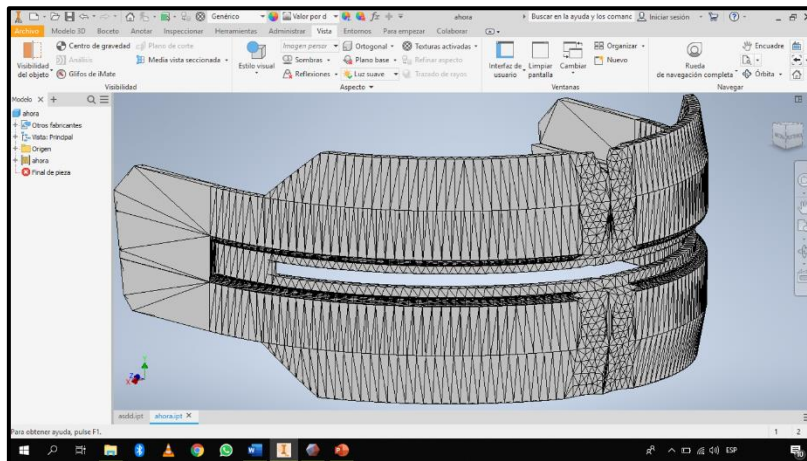 Genérico
Valor por d
ahora
Buscar en la ayuda y los comanc
Iniciar sesión
Archivo Modelo 3D Boceto Anotar Inspeccionar Herramientas Administrar Vista Entornos Para empezar Colaborar
Visibilidad del objeto
Centro de gravedad
Plano de corte
Análisis
Media vista seccionada
Glifos de iMate
Visibilidad
Estilo visual
Imagen persor
Ortogonal
Texturas activadas
Sombras
Plano base
Refinar aspecto
Reflexiones
Luz suave
Trazado de rayos
Aspecto
Interfaz de usuario
Limpiar pantalla
Cambiar
Organizar
Nuevo
Ventanas
Rueda de navegación completa
Encuadre
Órbita
Navegar
Modelo
ahora
Otros fabricantes
Vista: Principal
Origen
ahora
Final de pieza
asdd.ipt
ahora.ipt
Para obtener ayuda, pulse F1.
1 2
ESP